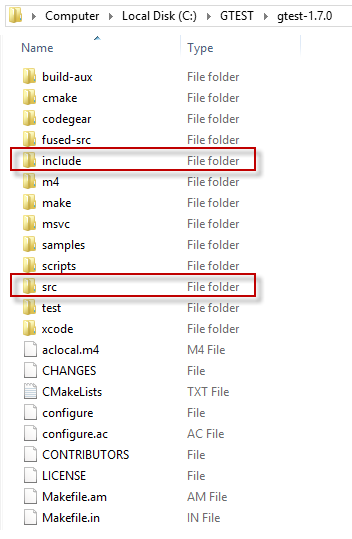 Computer Local Disk (C:) GTEST gtest-1.7.0
Name Type
build-aux File folder
cmake File folder
codegear File folder
fused-src File folder
include File folder
m4 File folder
make File folder
msvc File folder
samples File folder
scripts File folder
src File folder
test File folder
xcode File folder
aclocal.m4 M4 File
CHANGES File
CMakeLists TXT File
configure File
configure.ac AC File
CONTRIBUTORS File
LICENSE File
Makefile.am AM File
Makefile.in IN File